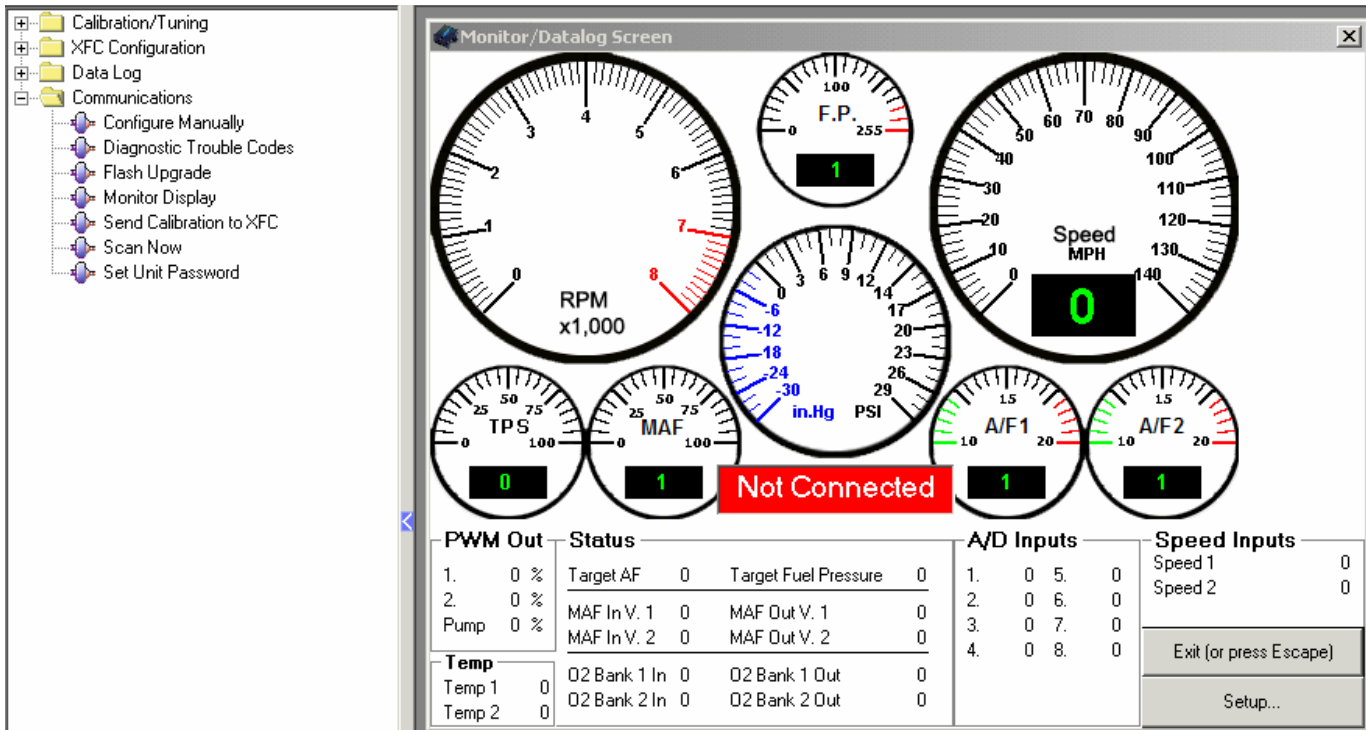 Calibration/Tuning
XFC Configuration
Data Log
Communications
Configure Manually
Diagnostic Trouble Codes
Flash Upgrade
Monitor Display
Send Calibration to XFC
Scan Now
Set Unit Password
Monitor/Datalog Screen
0 1 2 3 4 5 6 7 8
RPM
x1,000
0 100 255
F.P.
1
0 10 20 30 40 50 60 70 80 90 100 110 120 130 140
Speed
MPH
0
-30 -24 -18 -12 -6 0 3 6 9 12 14 17 20 23 26 29
in.Hg PSI
0 25 50 75 100
TPS
0
0 25 50 75 100
MAF
1
Not Connected
10 15 20
A/F1
1
10 15 20
A/F2
1
PWM Out
1. 0 %
2. 0 %
Pump 0 %
Temp
Temp 1 0
Temp 2 0
Status
Target AF 0 Target Fuel Pressure 0
MAF In V. 1 0 MAF Out V. 1 0
MAF In V. 2 0 MAF Out V. 2 0
O2 Bank 1 In 0 O2 Bank 1 Out 0
O2 Bank 2 In 0 O2 Bank 2 Out 0
A/D Inputs
1. 0 5. 0
2. 0 6. 0
3. 0 7. 0
4. 0 8. 0
Speed Inputs
Speed 1 0
Speed 2 0
Exit (or press Escape)
Setup...